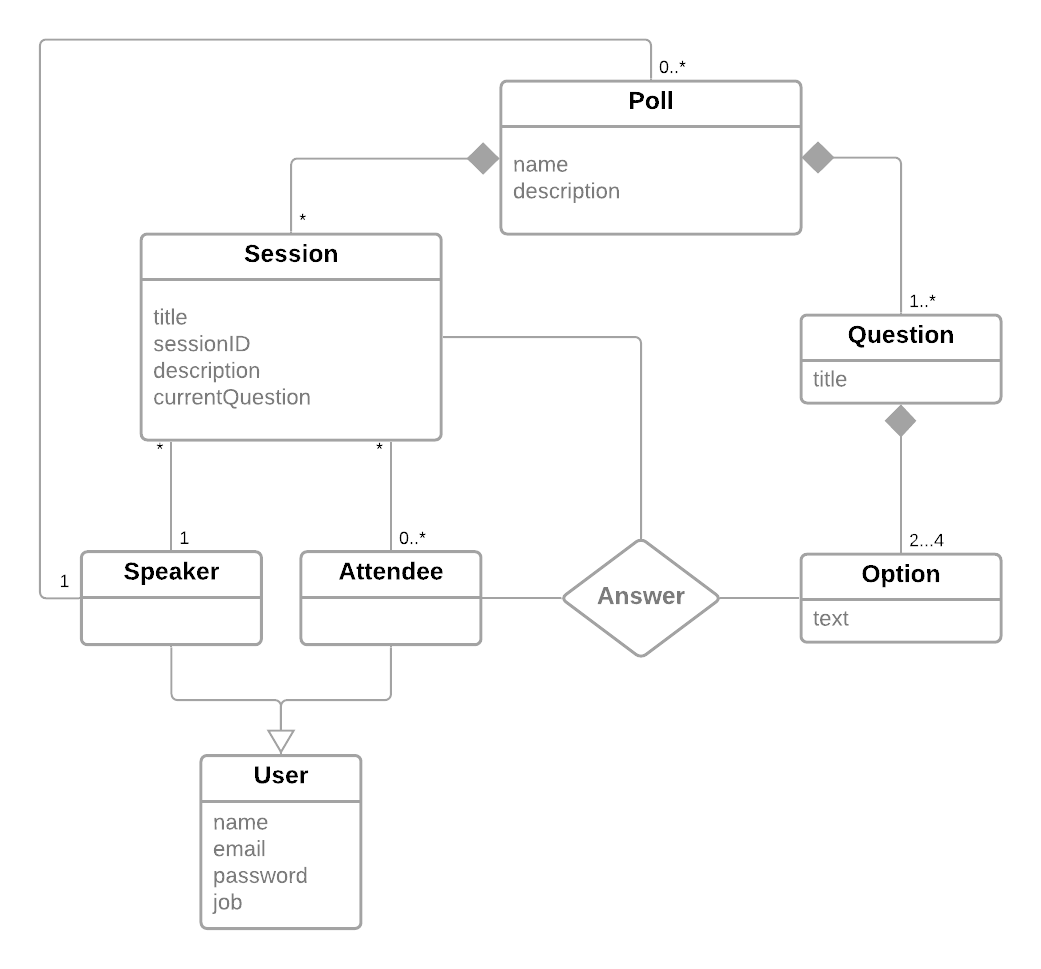 0..*
Poll
name
description
*
Session
title
sessionID
description
currentQuestion
1..*
Question
title
*
*
1
0..*
2...4
1
Speaker
Attendee
Answer
Option
text
User
name
email
password
job